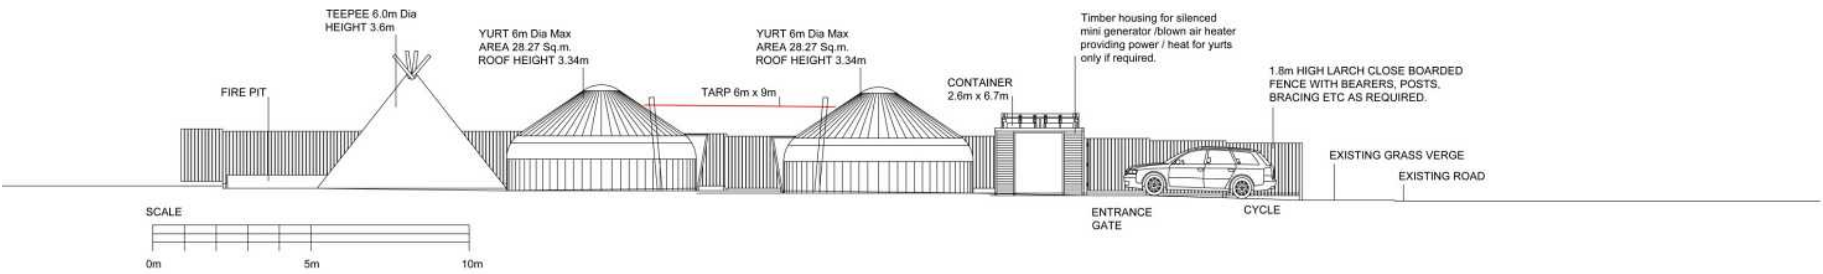 TEEPEE 6.0m Dia
HEIGHT 3.6m
YURT 6m Dia Max
AREA 28.27 Sq.m.
ROOF HEIGHT 3.34m
YURT 6m Dia Max
AREA 28.27 Sq.m.
ROOF HEIGHT 3.34m
Timber housing for silenced
mini generator /blown air heater
providing power / heat for yurts
only if required.
FIRE PIT
TARP 6m x 9m
CONTAINER
2.6m x 6.7m
1.8m HIGH LARCH CLOSE BOARDED
FENCE WITH BEARERS, POSTS,
BRACING ETC AS REQUIRED.
EXISTING GRASS VERGE
EXISTING ROAD
ENTRANCE
GATE
CYCLE
SCALE
0m
5m
10m